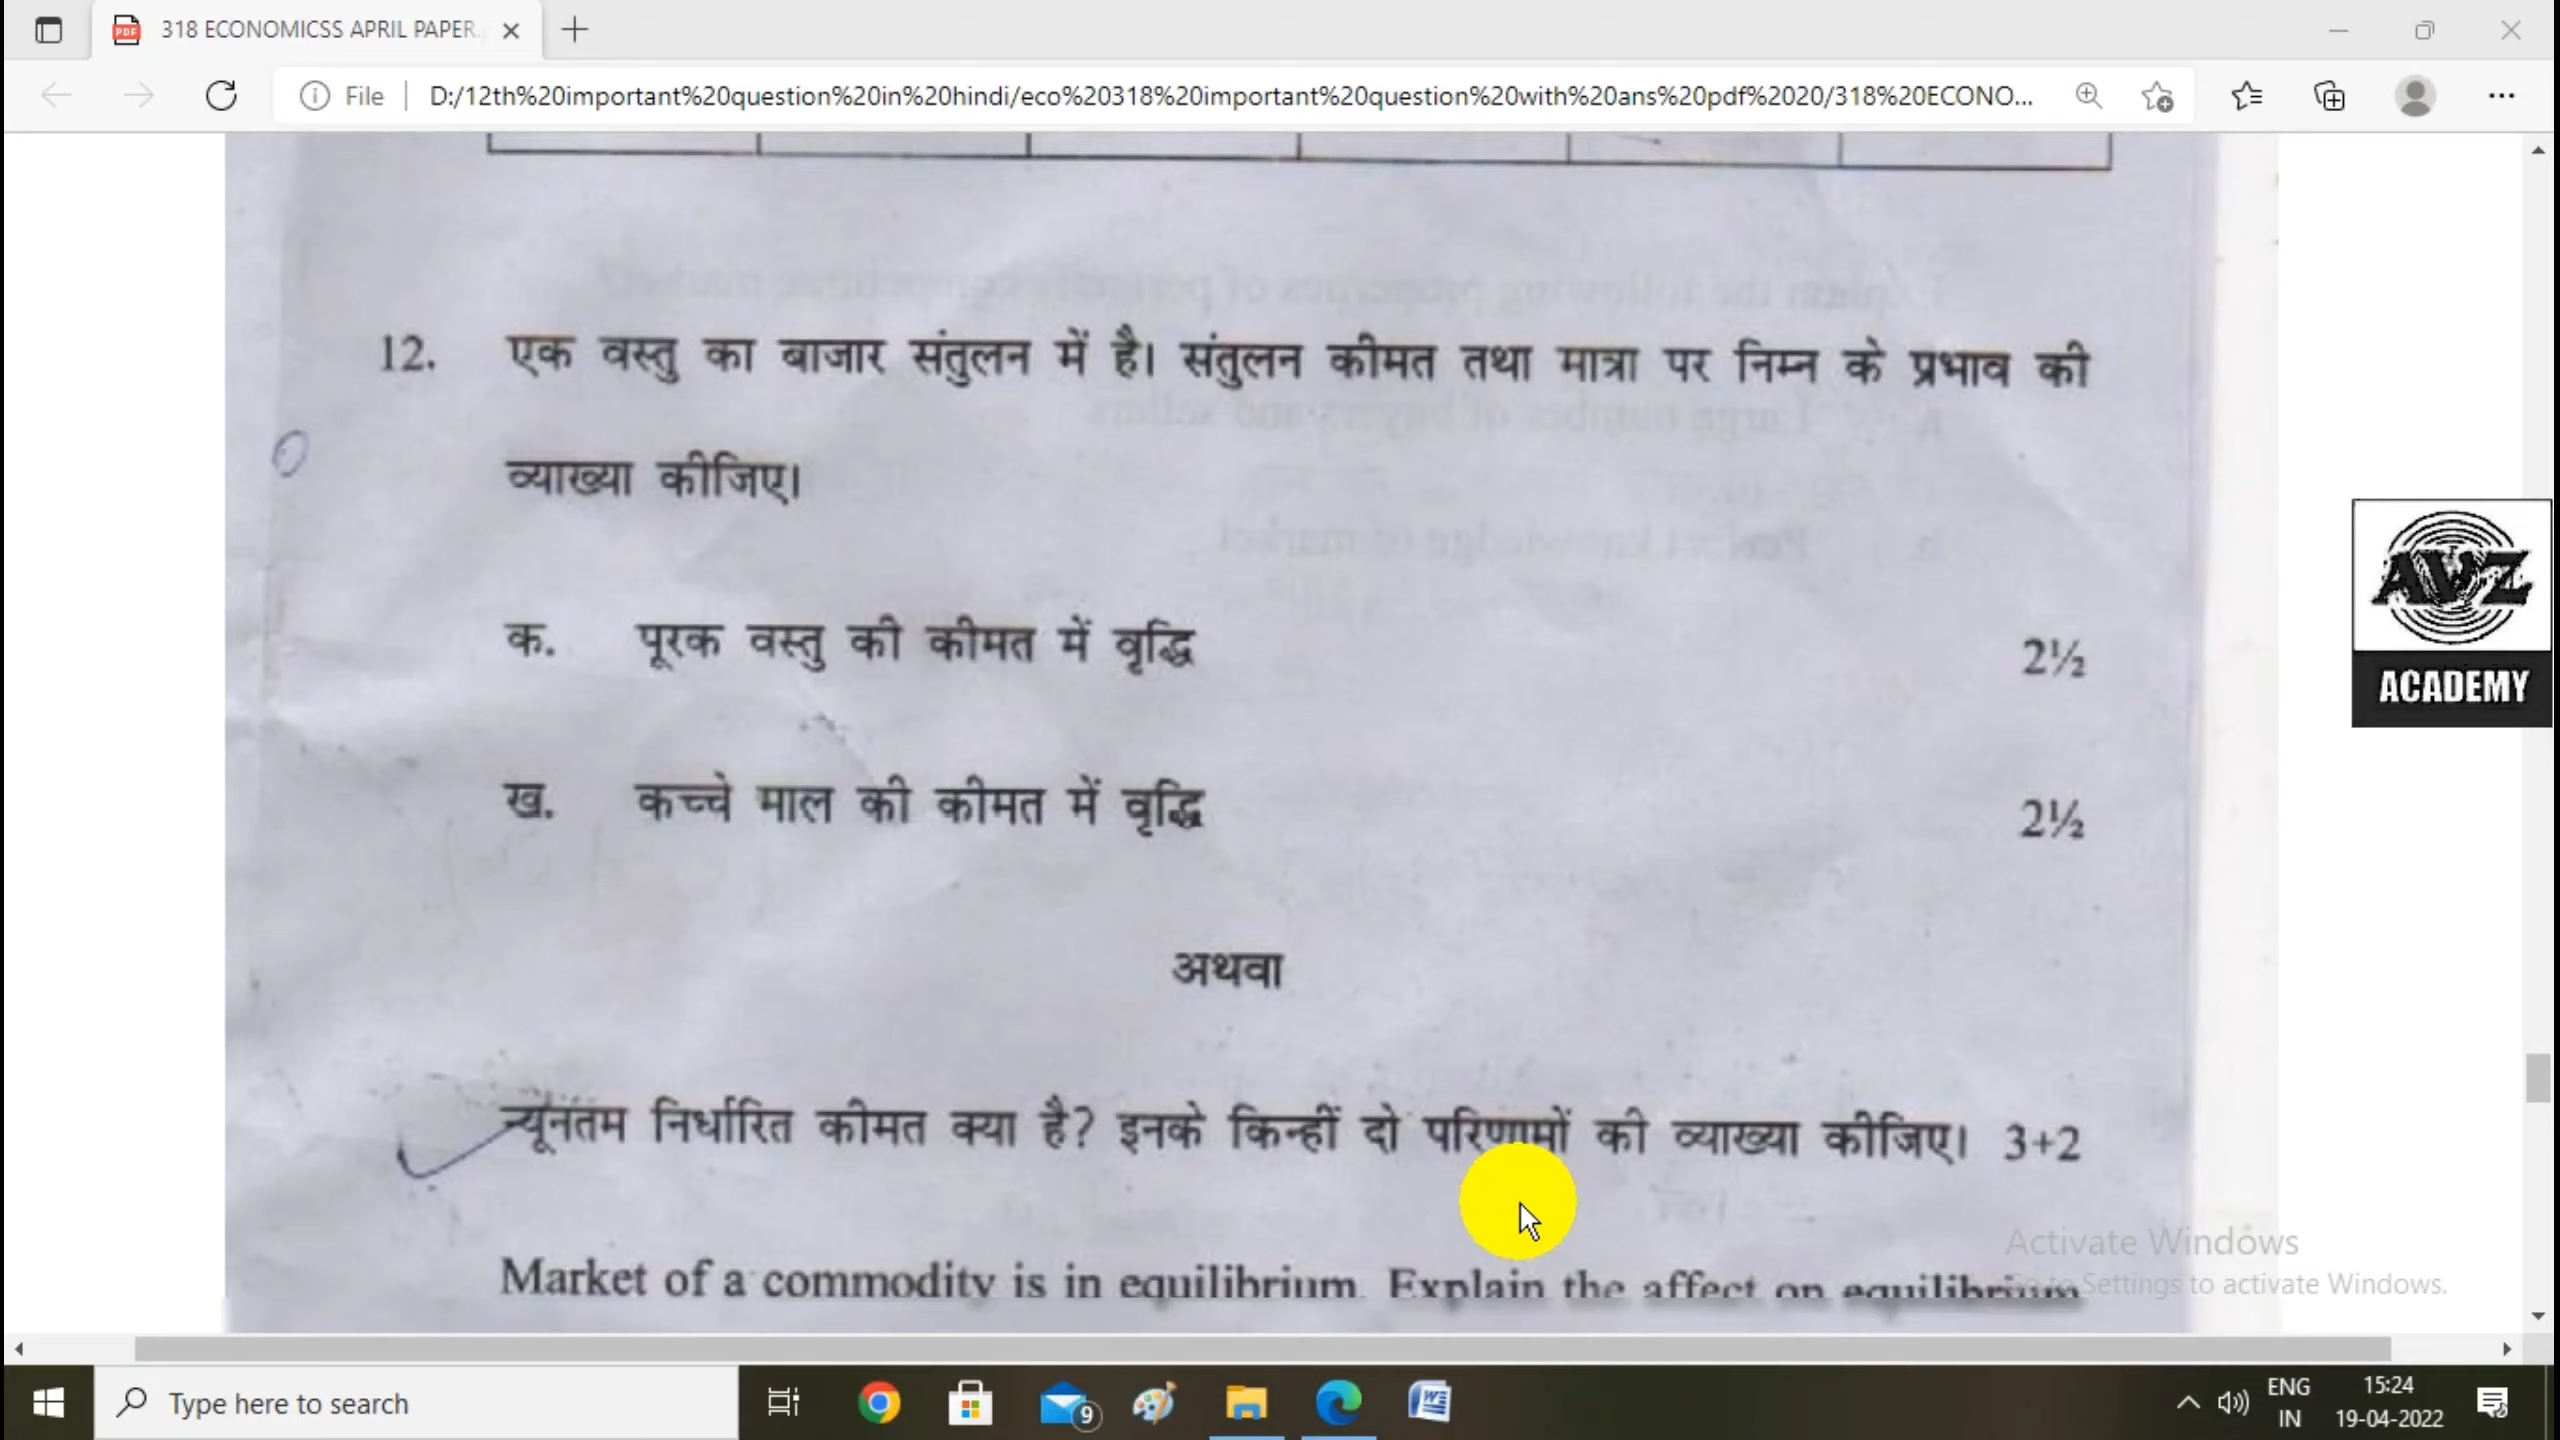 318 ECONOMICSS APRIL PAPER.
File
D:/12th%20important%20question%20in%20hindi/eco%20318%20important%20question%20with%20ans%20pdf%2020/318%20ECONO...
12. एक वस्तु का बाजार संतुलन में है। संतुलन कीमत तथा मात्रा पर निम्न के प्रभाव की
व्याख्या कीजिए।
क. पूरक वस्तु की कीमत में वृद्धि 2½
ख. कच्चे माल की कीमत में वृद्धि 2½
अथवा
न्यूनतम निर्धारित कीमत क्या है? इनके किन्हीं दो परिणामों की व्याख्या कीजिए। 3+2
Market of a commodity is in equilibrium. Explain the affect on equilibrium
AVZ
ACADEMY
Activate Windows
Go to Settings to activate Windows.
Type here to search
9
ENG
IN
15:24
19-04-2022